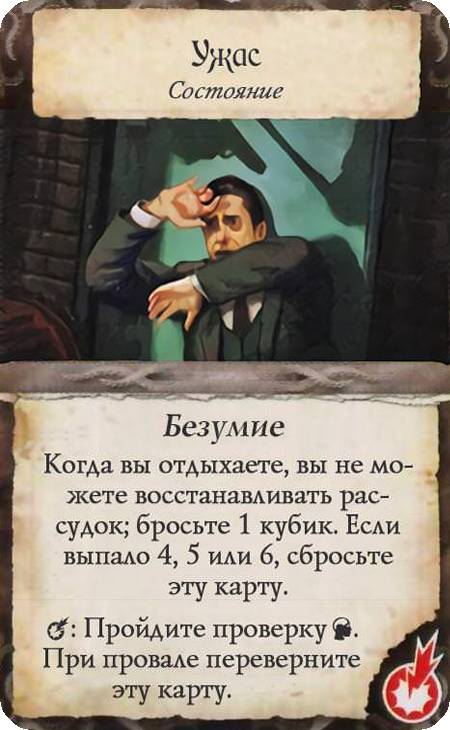 Ужас
Состояние
Безумие
Когда вы отдыхаете, вы не мо-
жете восстанавливать рас-
судок; бросьте 1 кубик. Если
выпало 4, 5 или 6, сбросьте
эту карту.
: Пройдите проверку .
При провале переверните
эту карту.